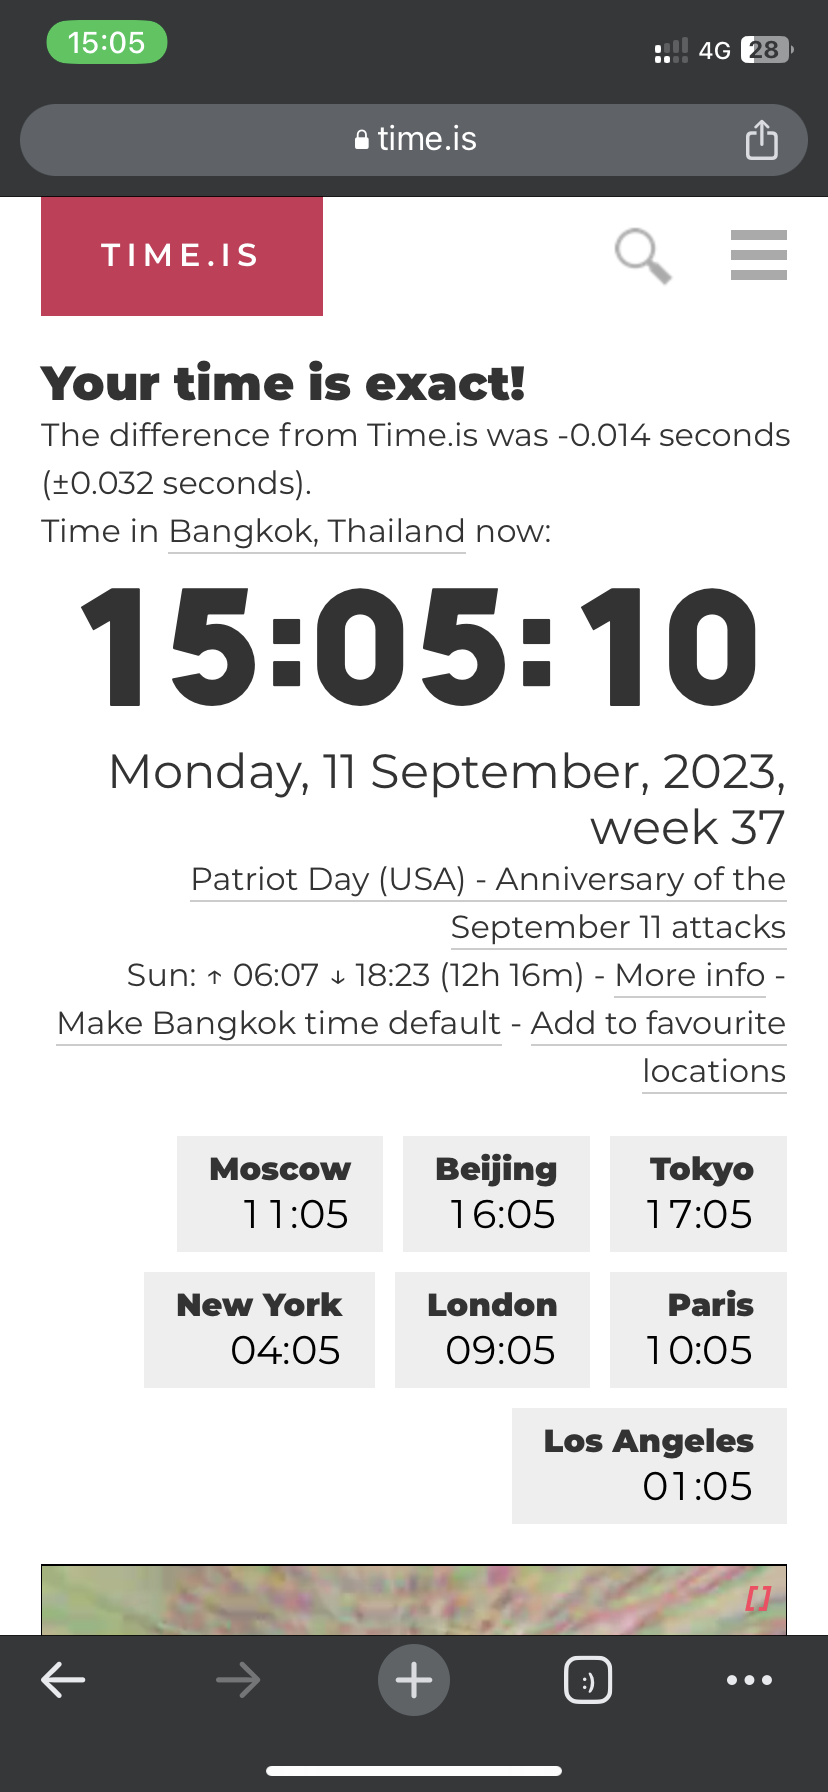 15:05
4G 28
time.is
TIME.IS
Your time is exact!
The difference from Time.is was -0.014 seconds
(±0.032 seconds).
Time in Bangkok, Thailand now:
15:05:10
Monday, 11 September, 2023,
week 37
Patriot Day (USA) - Anniversary of the
September 11 attacks
Sun: ↑ 06:07 ↓ 18:23 (12h 16m) - More info -
Make Bangkok time default - Add to favourite
locations
Moscow Beijing Tokyo
11:05 16:05 17:05
New York London Paris
04:05 09:05 10:05
Los Angeles
01:05
[]
:)